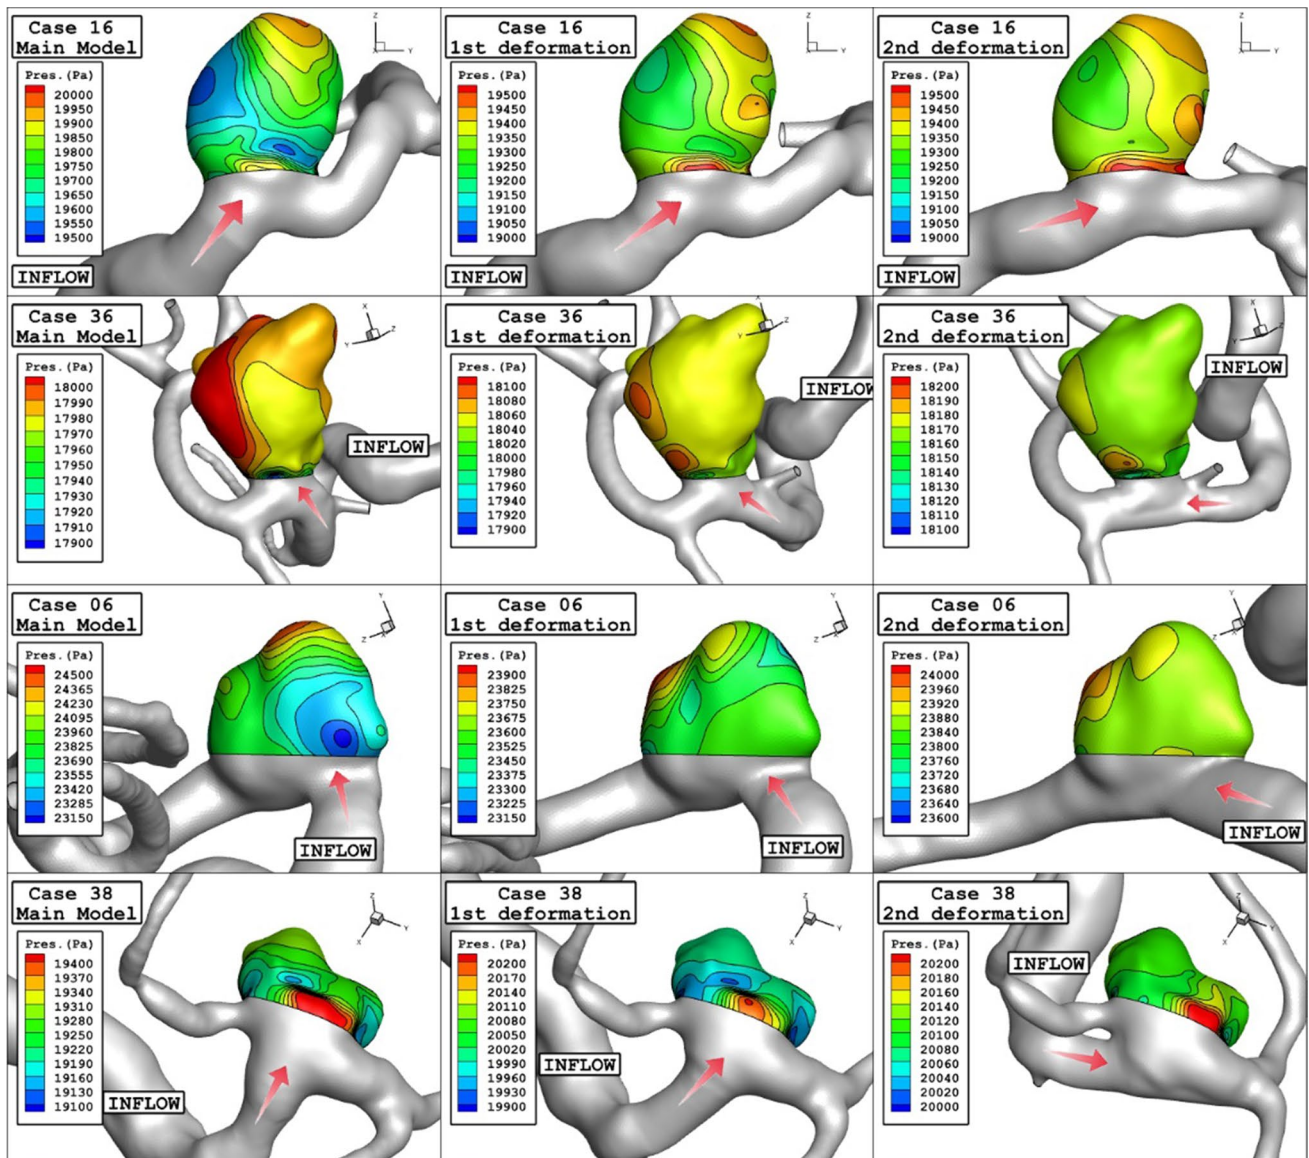 Case 16
Main Model
Pres.(Pa)
20000
19950
19900
19850
19800
19750
19700
19650
19600
19550
19500
INFLOW
Z
Y
Case 16
1st deformation
Pres.(Pa)
19500
19450
19400
19350
19300
19250
19200
19150
19100
19050
19000
INFLOW
Z
Y
Case 16
2nd deformation
Pres.(Pa)
19500
19450
19400
19350
19300
19250
19200
19150
19100
19050
19000
INFLOW
Z
Y
Case 36
Main Model
Pres.(Pa)
18000
17990
17980
17970
17960
17950
17940
17930
17920
17910
17900
INFLOW
X
Y
Z
Case 36
1st deformation
Pres.(Pa)
18100
18080
18060
18040
18020
18000
17980
17960
17940
17920
17900
INFLOW
X
Y
Z
Case 36
2nd deformation
Pres.(Pa)
18200
18190
18180
18170
18160
18150
18140
18130
18120
18110
18100
INFLOW
X
Y
Z
Case 06
Main Model
Pres.(Pa)
24500
24365
24230
24095
23960
23825
23690
23555
23420
23285
23150
INFLOW
Y
Z
Case 06
1st deformation
Pres.(Pa)
23900
23825
23750
23675
23600
23525
23450
23375
23300
23225
23150
INFLOW
Y
Z
Case 06
2nd deformation
Pres.(Pa)
24000
23960
23920
23880
23840
23800
23760
23720
23680
23640
23600
INFLOW
Y
Z
Case 38
Main Model
Pres.(Pa)
19400
19370
19340
19310
19280
19250
19220
19190
19160
19130
19100
INFLOW
Z
Y
X
Case 38
1st deformation
Pres.(Pa)
20200
20170
20140
20110
20080
20050
20020
19990
19960
19930
19900
INFLOW
Z
Y
X
Case 38
2nd deformation
Pres.(Pa)
20200
20180
20160
20140
20120
20100
20080
20060
20040
20020
20000
INFLOW
Z
Y
X